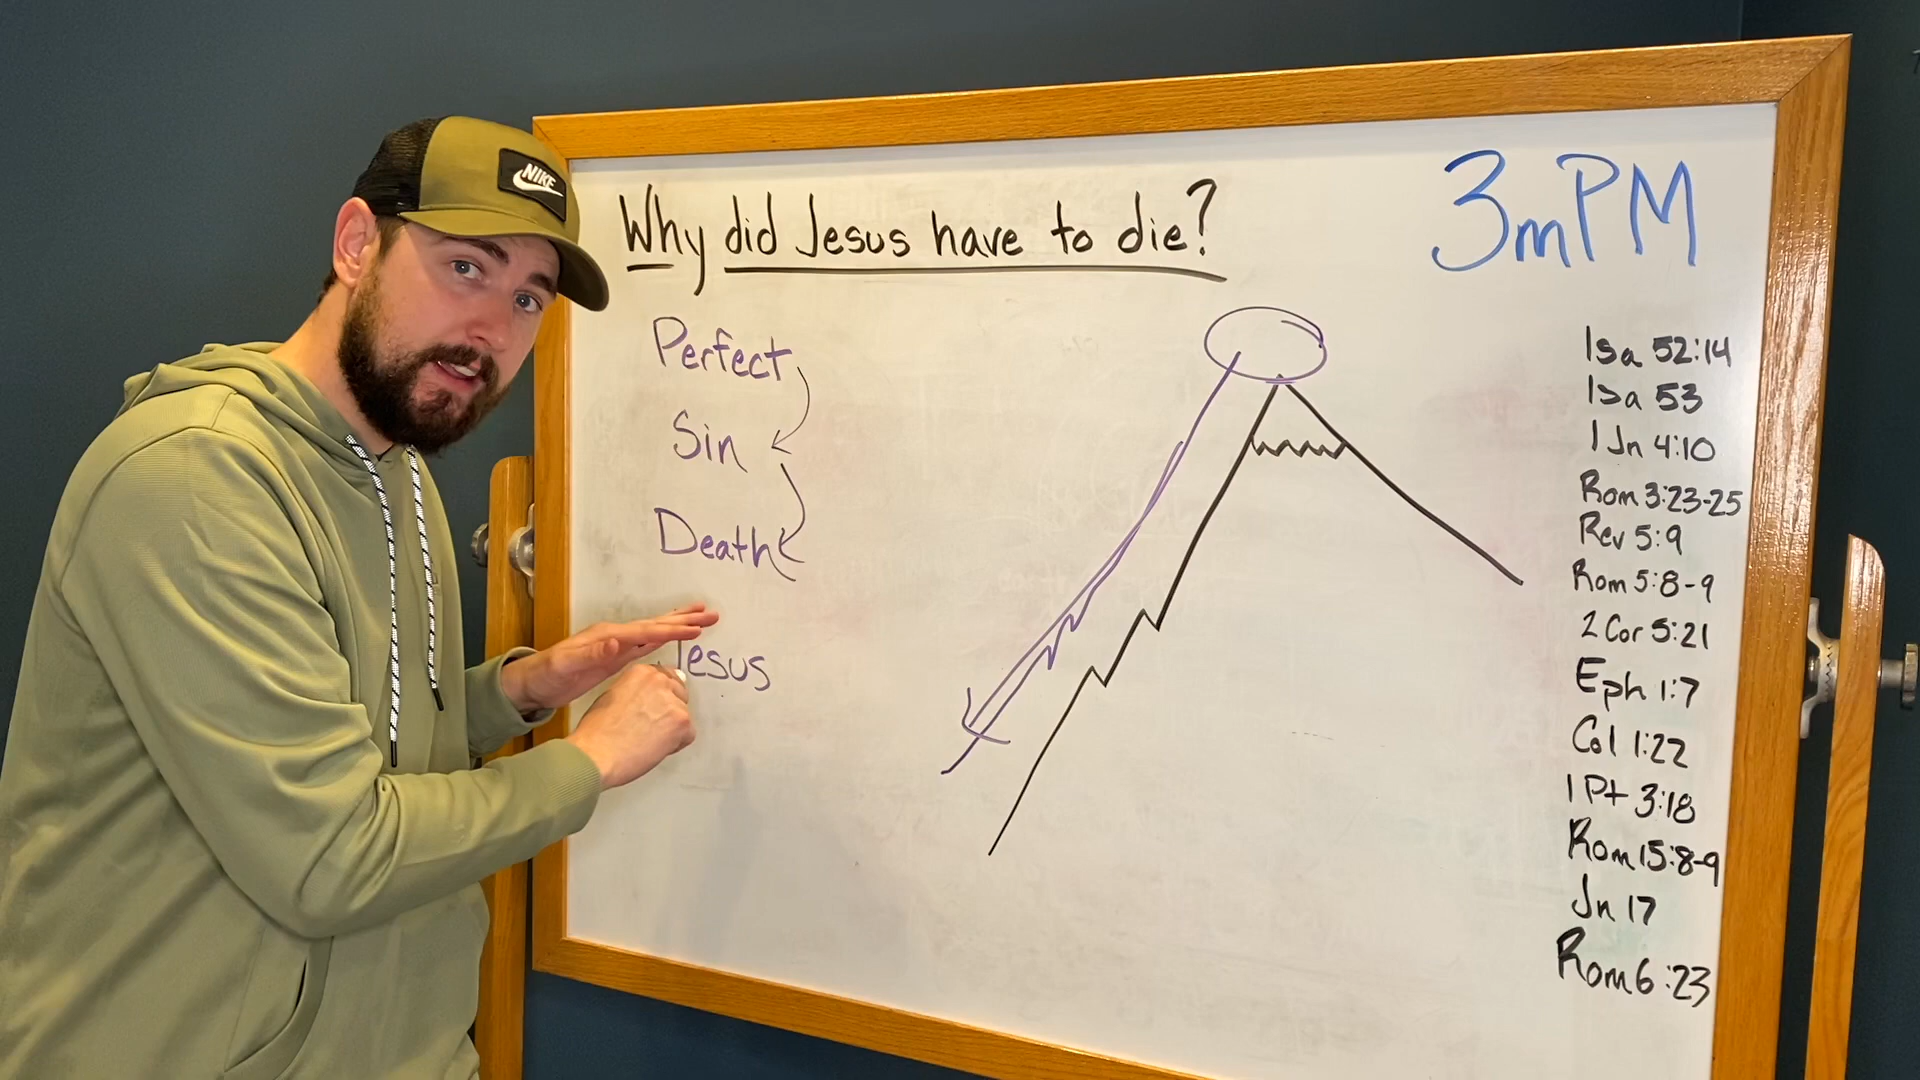 NIKE
Why did Jesus have to die?
3mPM
Perfect
Sin
Death
Jesus
Isa 52:14
Isa 53
1 Jn 4:10
Rom 3:23-25
Rev 5:9
Rom 5:8-9
2 Cor 5:21
Eph 1:7
Col 1:22
1 Pt 3:18
Rom 15:8-9
Jn 17
Rom 6:23